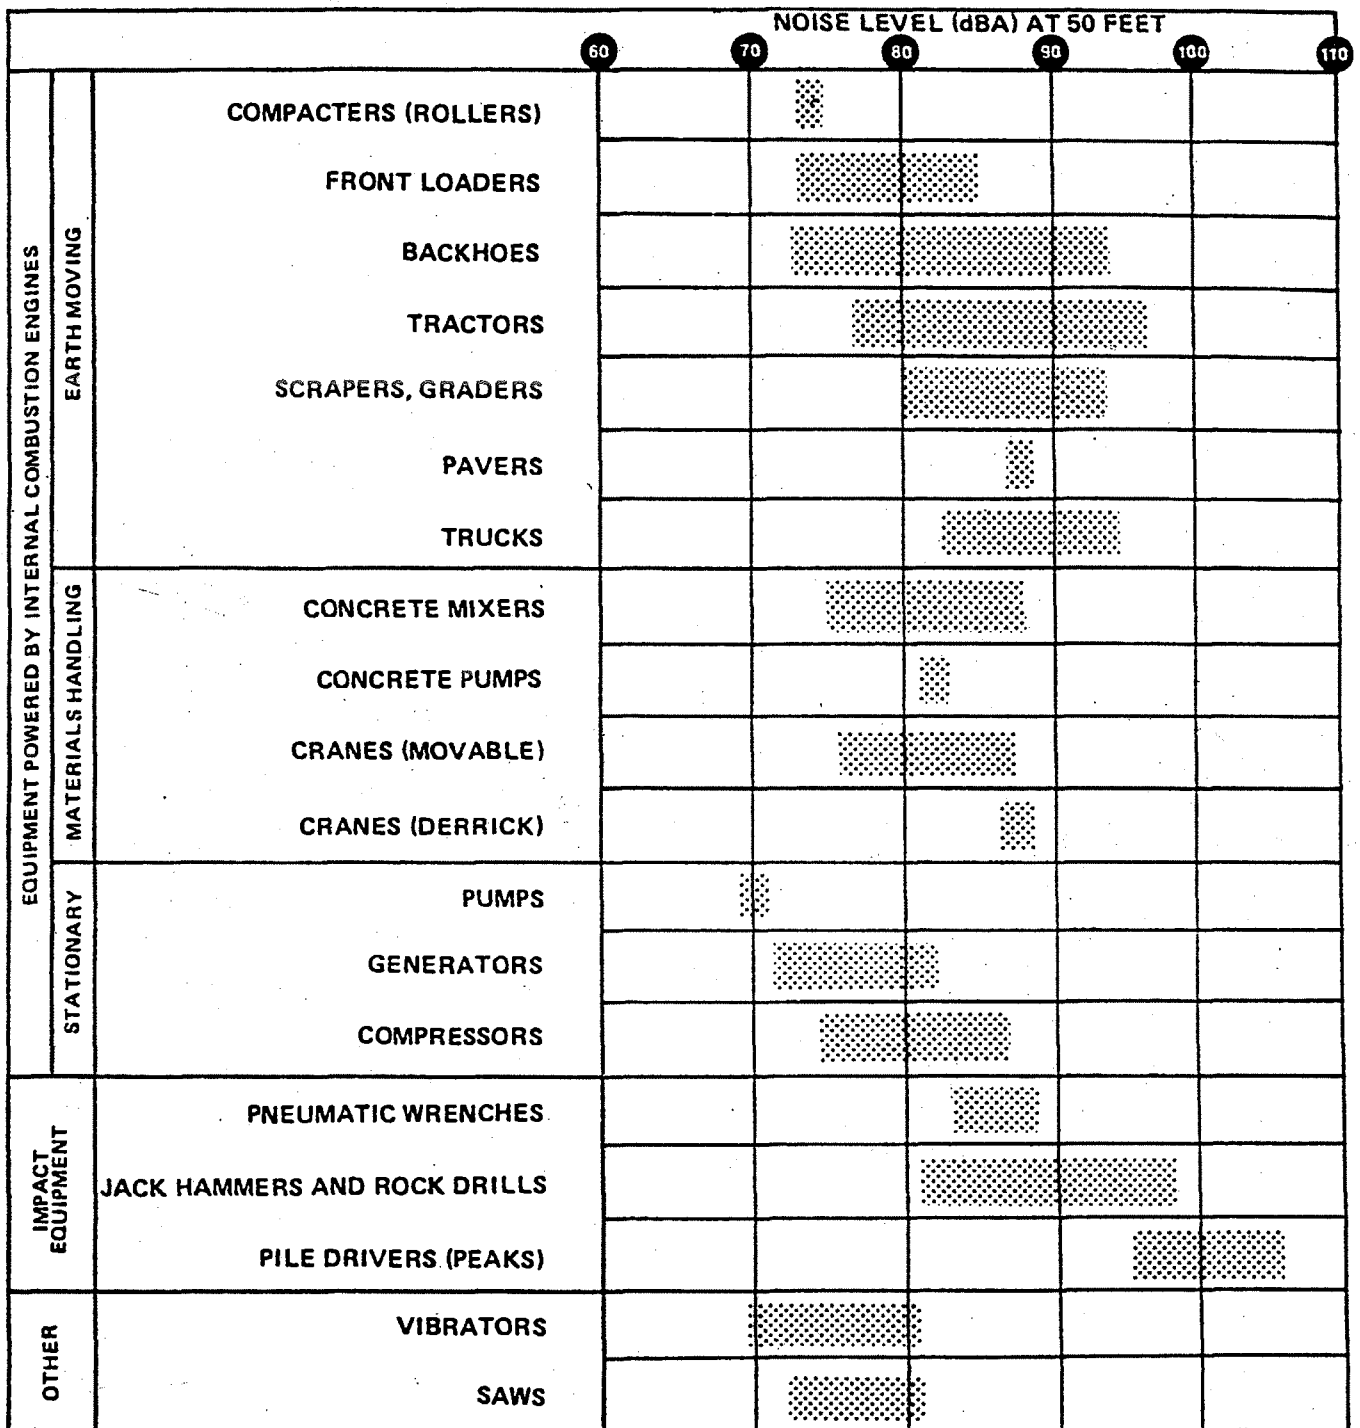 NOISE LEVEL (dBA) AT 50 FEET
60 70 80 90 100 110
EQUIPMENT POWERED BY INTERNAL COMBUSTION ENGINES
EARTH MOVING
COMPACTERS (ROLLERS)
FRONT LOADERS
BACKHOES
TRACTORS
SCRAPERS, GRADERS
PAVERS
TRUCKS
MATERIALS HANDLING
CONCRETE MIXERS
CONCRETE PUMPS
CRANES (MOVABLE)
CRANES (DERRICK)
STATIONARY
PUMPS
GENERATORS
COMPRESSORS
IMPACT
EQUIPMENT
PNEUMATIC WRENCHES
JACK HAMMERS AND ROCK DRILLS
PILE DRIVERS (PEAKS)
OTHER
VIBRATORS
SAWS